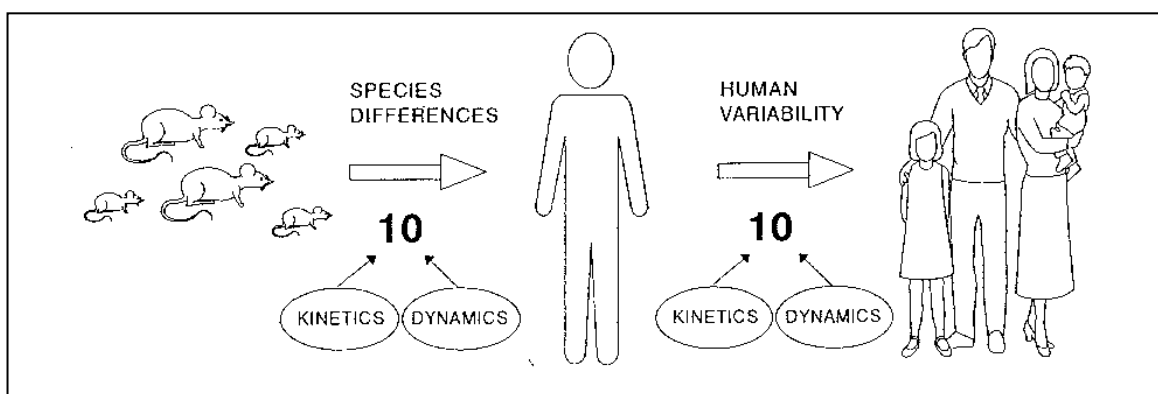 SPECIES
DIFFERENCES
10
KINETICS
DYNAMICS
HUMAN
VARIABILITY
10
KINETICS
DYNAMICS